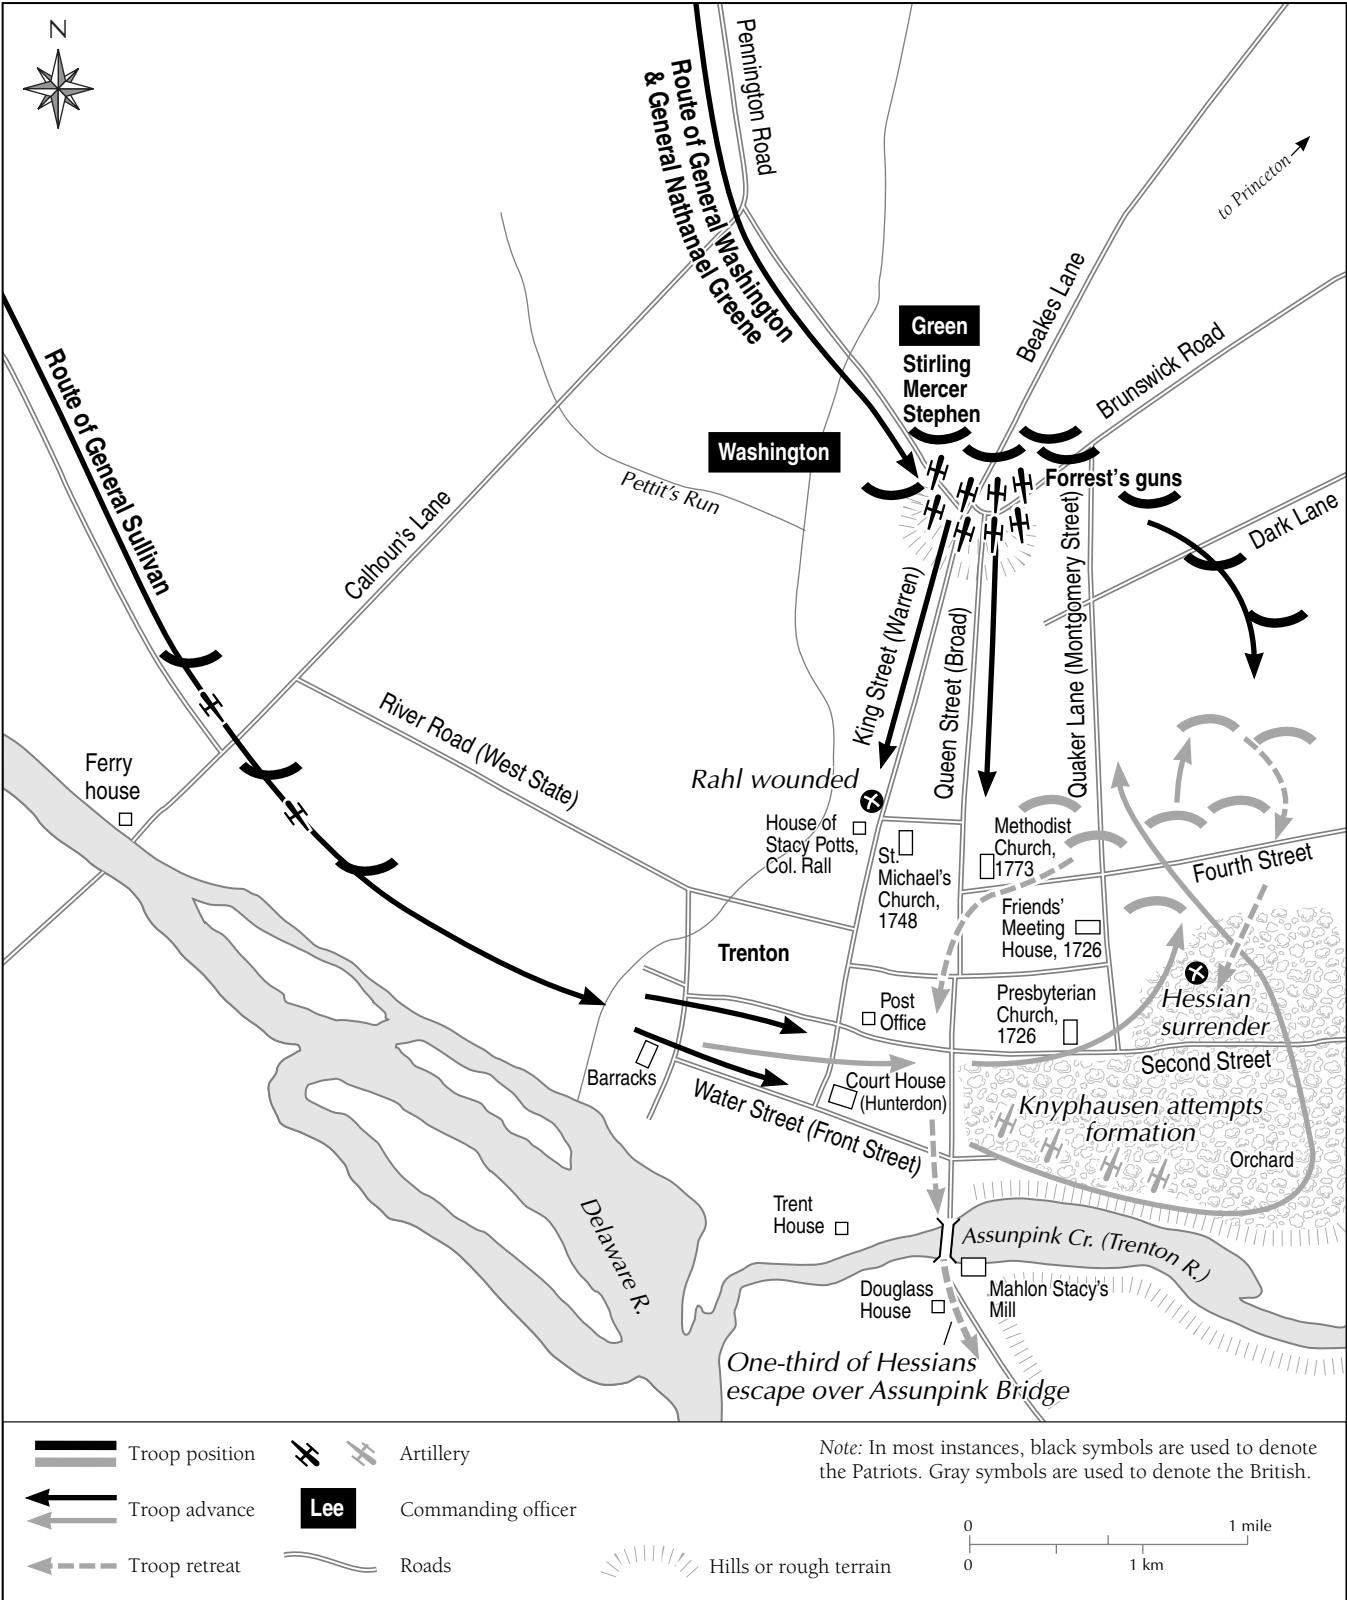 N
Pennington Road
Route of General Washington
& General Nathanael Greene
to Princeton
Beakes Lane
Green
Stirling
Mercer
Stephen
Brunswick Road
Washington
Forrest's guns
Route of General Sullivan
Pettit's Run
Dark Lane
Calhoun's Lane
King Street (Warren)
Queen Street (Broad)
Quaker Lane (Montgomery Street)
River Road (West State)
Ferry
house
Rahl wounded
House of
Stacy Potts,
Col. Rall
St.
Michael's
Church,
1748
Methodist
Church,
1773
Fourth Street
Friends'
Meeting
House, 1726
Trenton
Hessian
surrender
Post
Office
Presbyterian
Church,
1726
Second Street
Barracks
Court House
(Hunterdon)
Water Street (Front Street)
Knyphausen attempts
formation
Orchard
Delaware R.
Trent
House
Assunpink Cr. (Trenton R.)
Douglass
House
Mahlon Stacy's
Mill
One-third of Hessians
escape over Assunpink Bridge
Troop position
Artillery
Note: In most instances, black symbols are used to denote
the Patriots. Gray symbols are used to denote the British.
Troop advance
Lee
Commanding officer
Troop retreat
Roads
Hills or rough terrain
0
1 mile
0
1 km